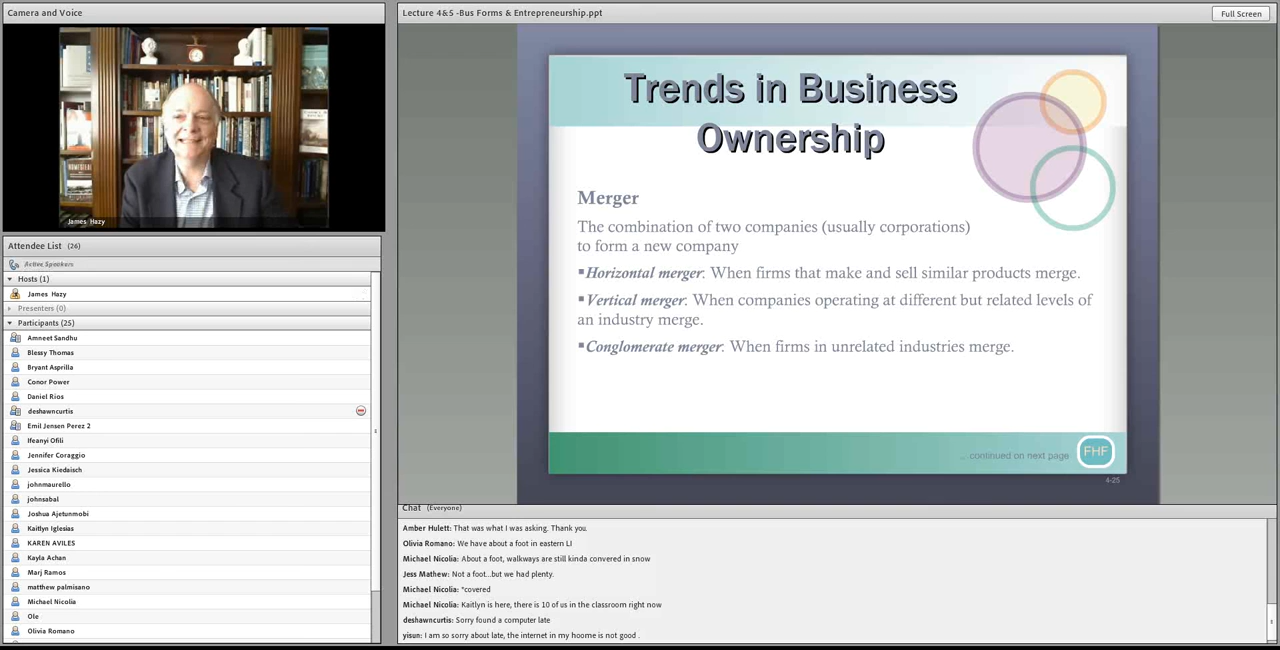 Camera and Voice
James Hazy
Attendee List (26)
Active Speakers
Hosts (1)
James Hazy
Presenters (0)
Participants (25)
Amneet Sandhu
Blessy Thomas
Bryant Asprilla
Conor Power
Daniel Rios
deshawncurtis
Emil Jensen Perez 2
Ifeanyi Ofili
Jennifer Coraggio
Jessica Kiedaisch
johnmaurello
johnsabal
Joshua Ajetunmobi
Kaitlyn Iglesias
KAREN AVILES
Kayla Achan
Marj Ramos
matthew palmisano
Michael Nicolia
Ole
Olivia Romano
Lecture 4&5 -Bus Forms & Entrepreneurship.ppt
Full Screen
Trends in Business
Ownership
Merger
The combination of two companies (usually corporations)
to form a new company
▪Horizontal merger: When firms that make and sell similar products merge.
▪Vertical merger: When companies operating at different but related levels of
an industry merge.
▪Conglomerate merger: When firms in unrelated industries merge.
... continued on next page
FHF
4-25
Chat (Everyone)
Amber Hulett: That was what I was asking. Thank you.
Olivia Romano: We have about a foot in eastern LI
Michael Nicolia: About a foot, walkways are still kinda convered in snow
Jess Mathew: Not a foot...but we had plenty.
Michael Nicolia: *covered
Michael Nicolia: Kaitlyn is here, there is 10 of us in the classroom right now
deshawncurtis: Sorry found a computer late
yisun: I am so sorry about late, the internet in my hoome is not good .